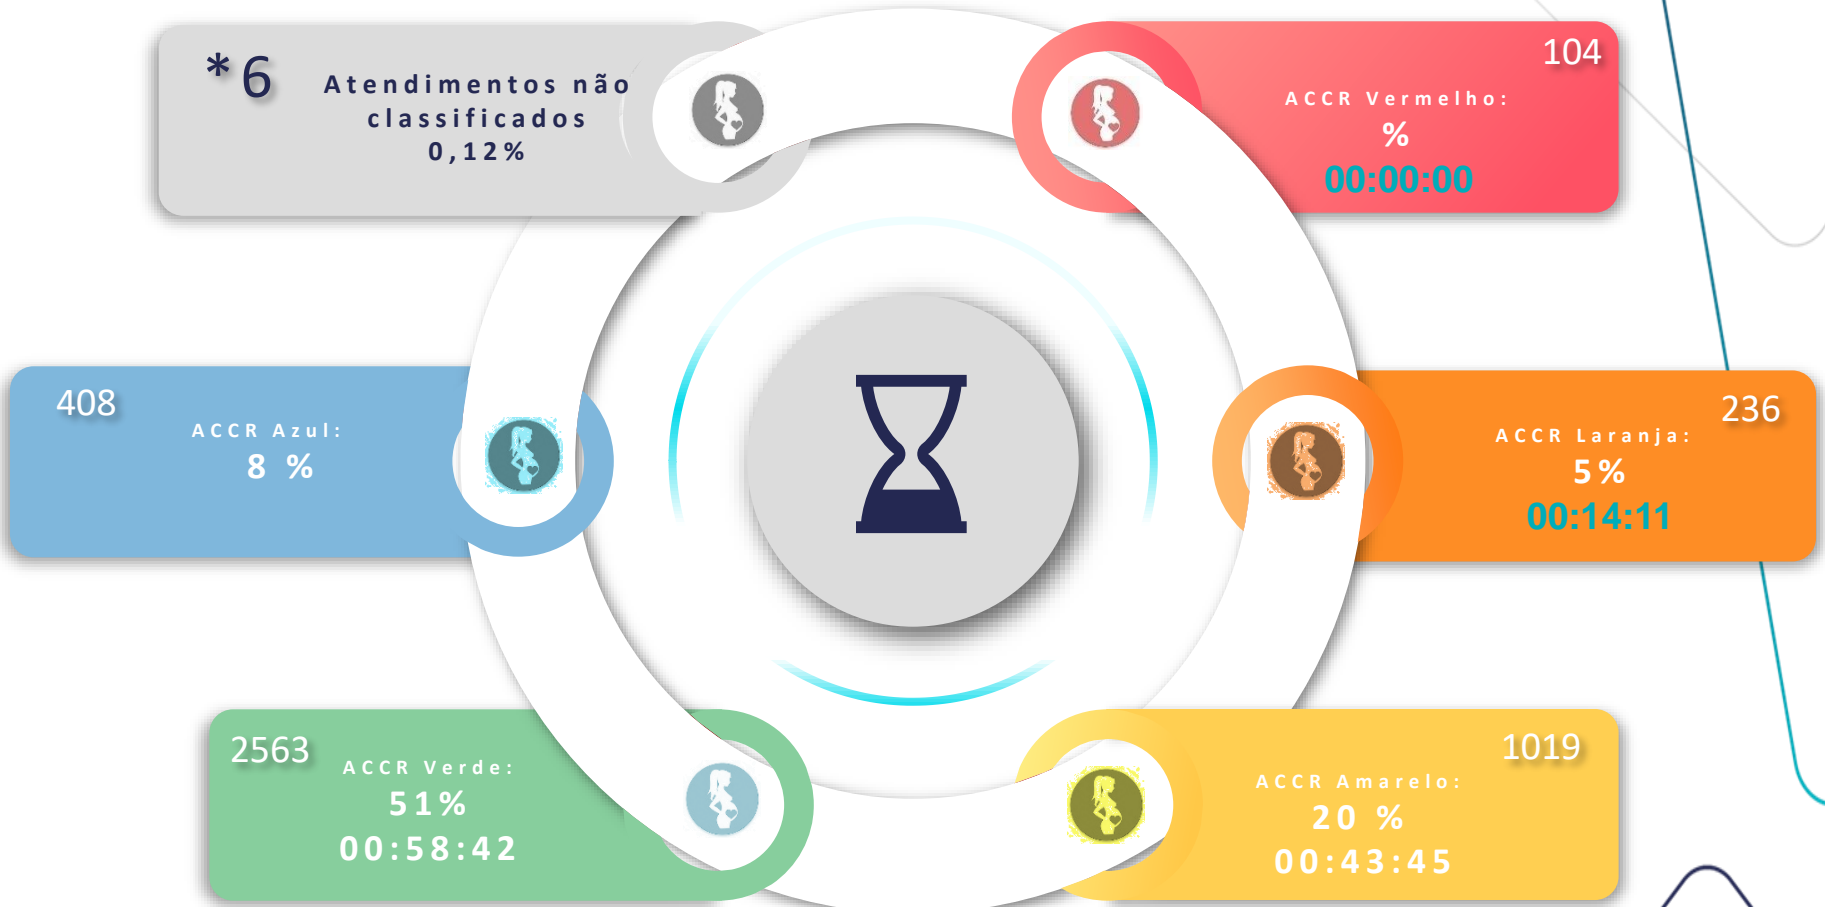 *6
Atendimentos não
classificados
0,12%
104
ACCR Vermelho:
%
00:00:00
408
ACCR Azul:
8 %
236
ACCR Laranja:
5%
00:14:11
2563
ACCR Verde:
51%
00:58:42
1019
ACCR Amarelo:
20 %
00:43:45